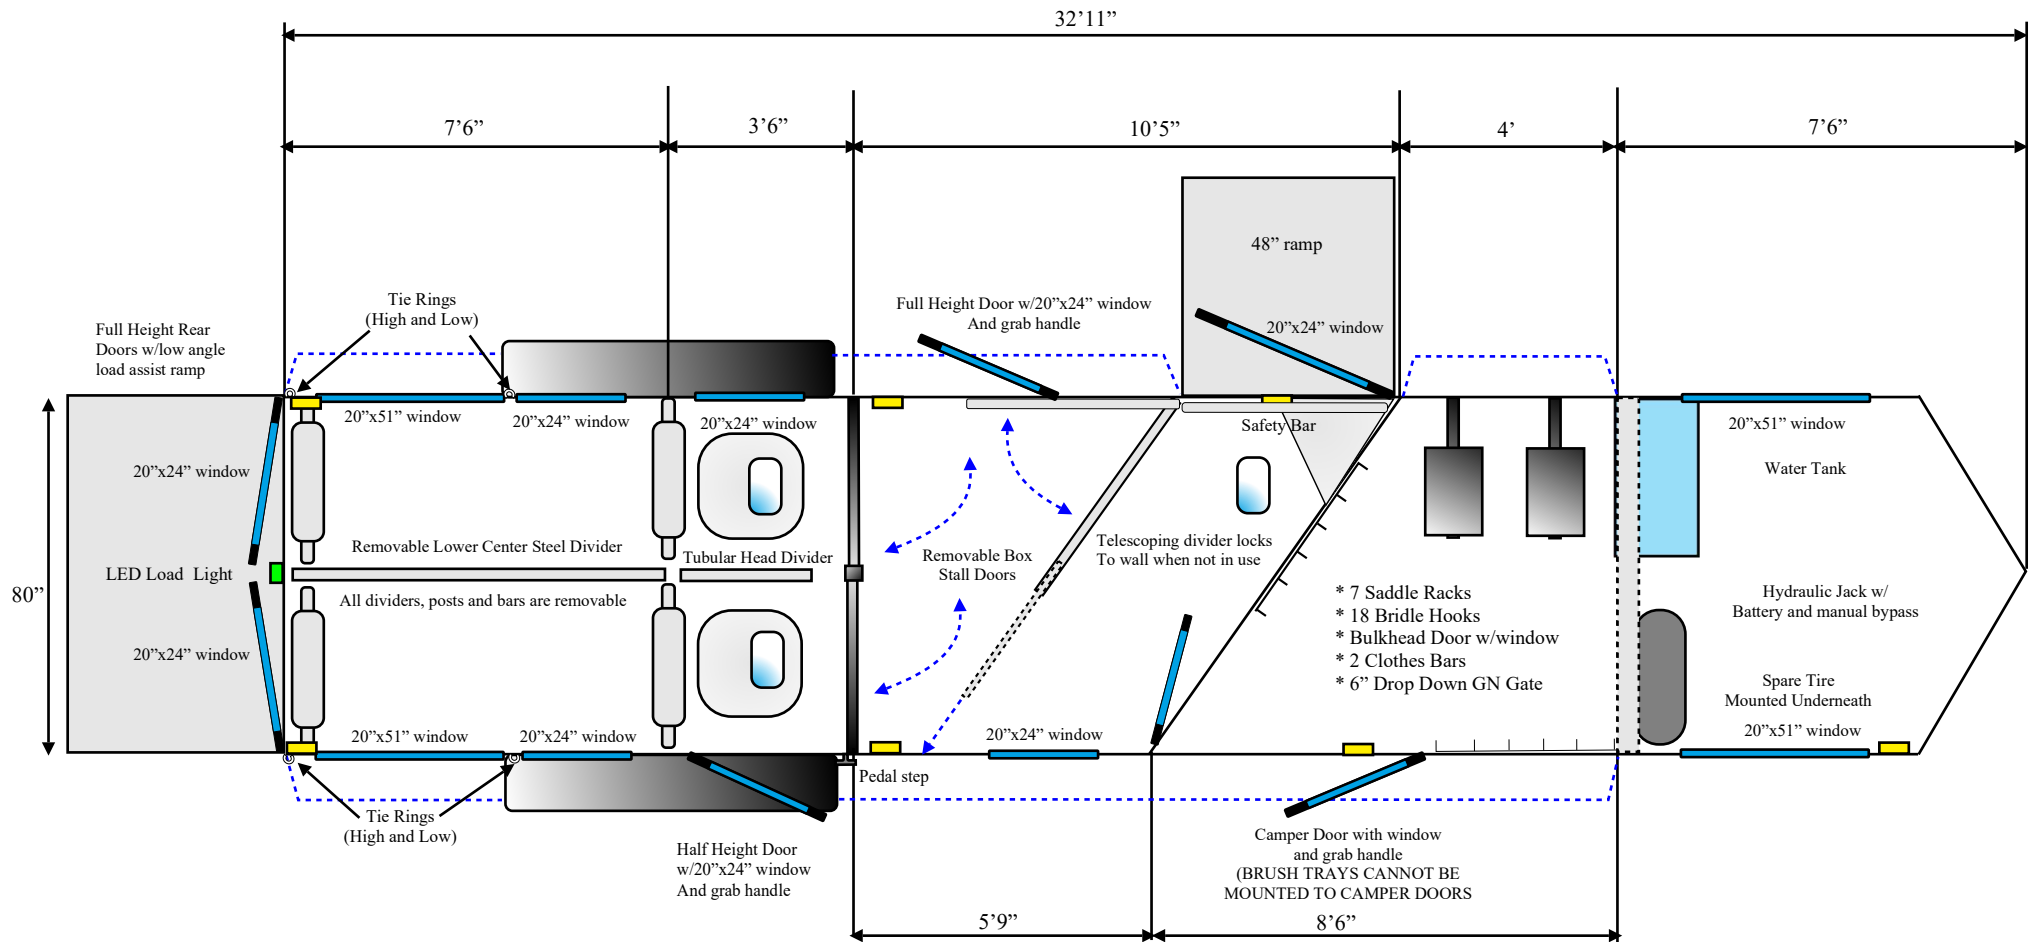 32’11”
7’6”
3’6”
10’5”
4’
7’6”
48” ramp
Tie Rings
(High and Low)
Full Height Door w/20”x24” window
And grab handle
20”x24” window
Full Height Rear
Doors w/low angle
load assist ramp
20”x51” window
20”x24” window
20”x24” window
Safety Bar
20”x51” window
20”x24” window
Water Tank
Removable Lower Center Steel Divider
Tubular Head Divider
Removable Box
Stall Doors
Telescoping divider locks
To wall when not in use
LED Load Light
80”
All dividers, posts and bars are removable
* 7 Saddle Racks
* 18 Bridle Hooks
* Bulkhead Door w/window
* 2 Clothes Bars
* 6” Drop Down GN Gate
Hydraulic Jack w/
Battery and manual bypass
20”x24” window
Spare Tire
Mounted Underneath
20”x51” window
20”x51” window
20”x24” window
20”x24” window
Pedal step
Tie Rings
(High and Low)
Half Height Door
w/20”x24” window
And grab handle
Camper Door with window
and grab handle
(BRUSH TRAYS CANNOT BE
MOUNTED TO CAMPER DOORS
5’9”
8’6”